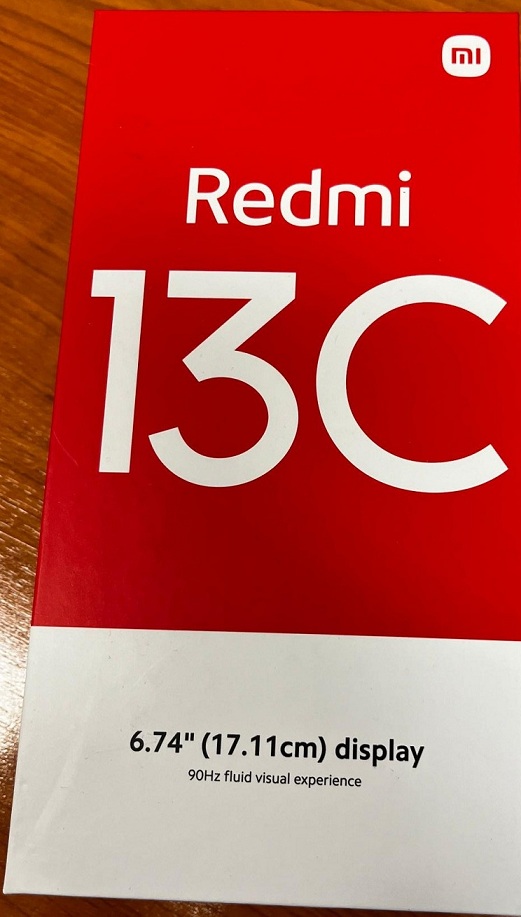 mi
Redmi
13C
6.74" (17.11cm) display
90Hz fluid visual experience